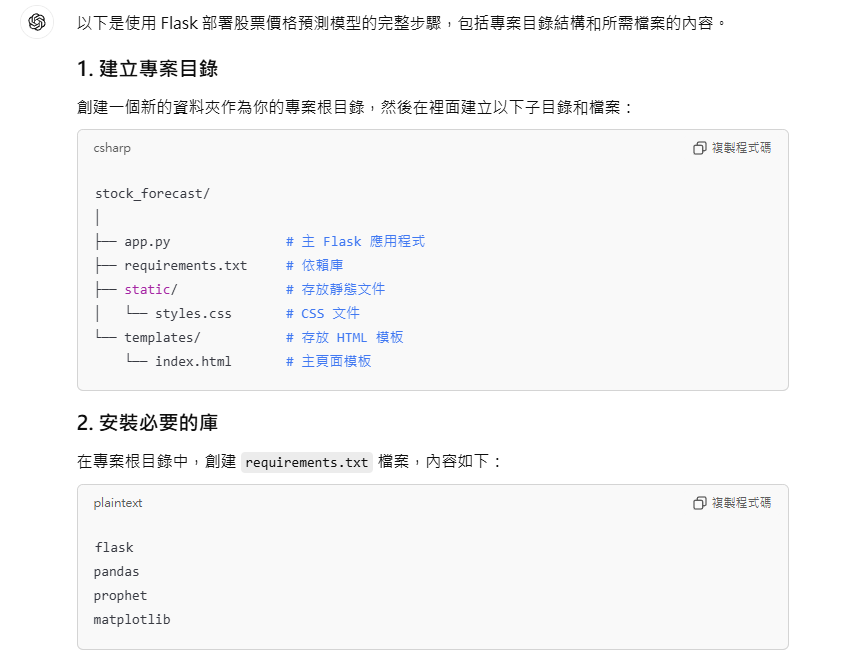 以下是使用 Flask 部署股票價格預測模型的完整步驟，包括專案目錄結構和所需檔案的內容。
1. 建立專案目錄
創建一個新的資料夾作為你的專案根目錄，然後在裡面建立以下子目錄和檔案：
csharp 複製程式碼
stock_forecast/
│
├── app.py # 主 Flask 應用程式
├── requirements.txt # 依賴庫
├── static/ # 存放靜態文件
│   └── styles.css # CSS 文件
└── templates/ # 存放 HTML 模板
    └── index.html # 主頁面模板
2. 安裝必要的庫
在專案根目錄中，創建 requirements.txt 檔案，內容如下：
plaintext 複製程式碼
flask
pandas
prophet
matplotlib